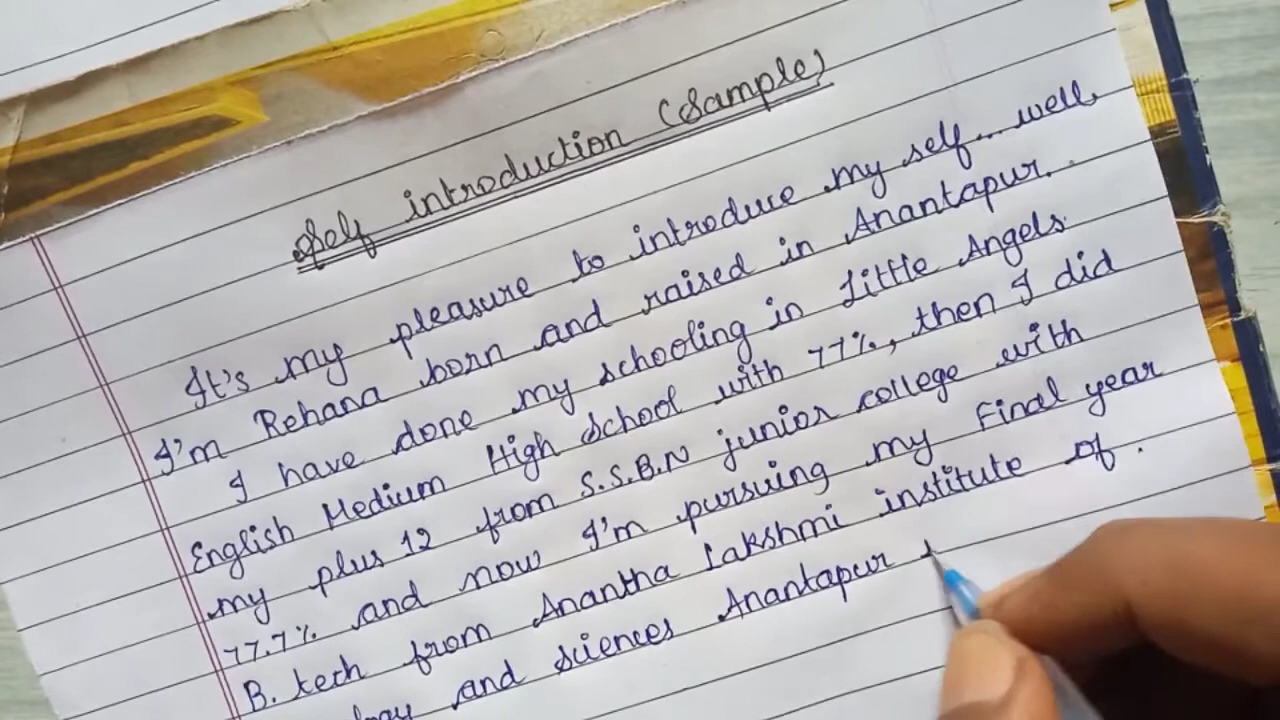 Self introduction (Sample)
It's my pleasure to introduce my self... well
I'm Rehana born and raised in Anantapur.
I have done my schooling in Little Angels
English Medium High School with 77%, then I did
my plus 12 from S.S.B.N junior college with
77.7% and now I'm pursuing my Final year
B. tech from Anantha Lakshmi institute of
and sciences Anantapur